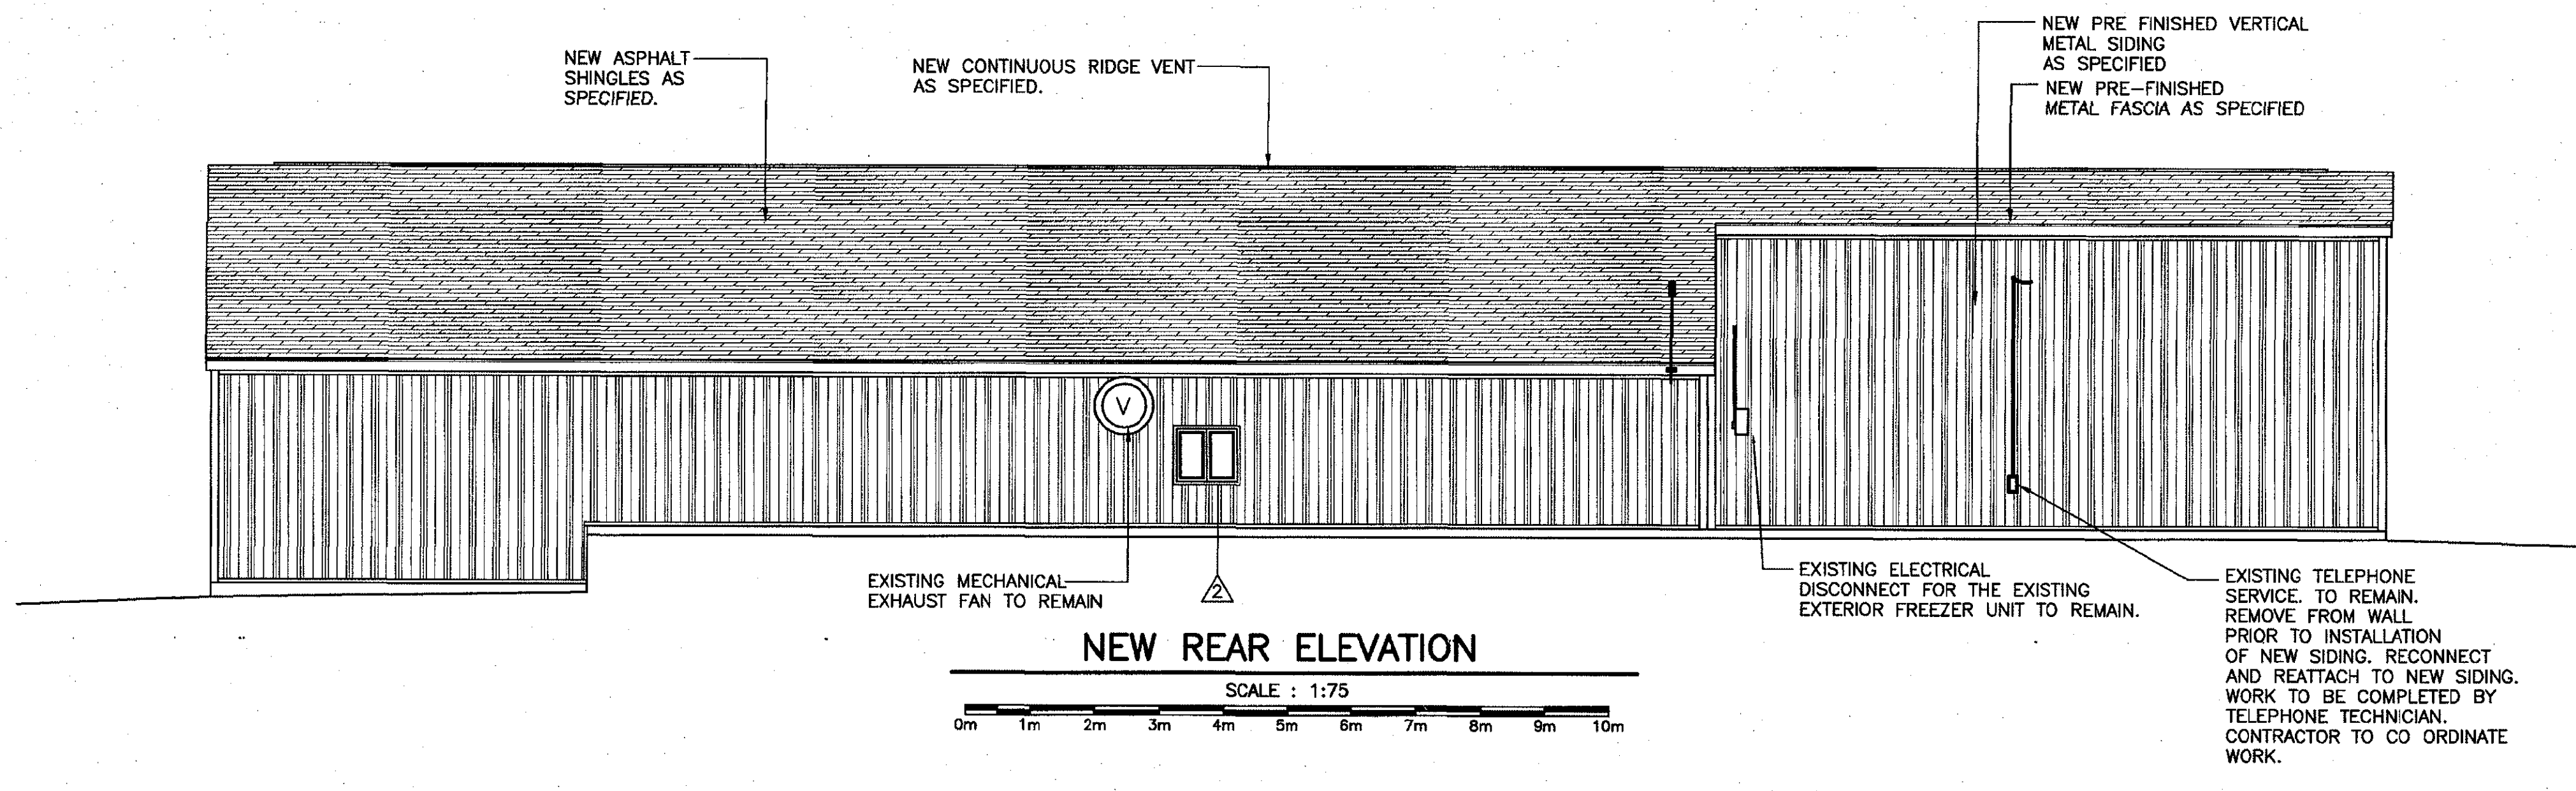 NEW ASPHALT
SHINGLES AS
SPECIFIED.
NEW CONTINUOUS RIDGE VENT
AS SPECIFIED.
NEW PRE FINISHED VERTICAL
METAL SIDING
AS SPECIFIED
NEW PRE-FINISHED
METAL FASCIA AS SPECIFIED
V
EXISTING MECHANICAL
EXHAUST FAN TO REMAIN
2
EXISTING ELECTRICAL
DISCONNECT FOR THE EXISTING
EXTERIOR FREEZER UNIT TO REMAIN.
EXISTING TELEPHONE
SERVICE. TO REMAIN.
REMOVE FROM WALL
PRIOR TO INSTALLATION
OF NEW SIDING. RECONNECT
AND REATTACH TO NEW SIDING.
WORK TO BE COMPLETED BY
TELEPHONE TECHNICIAN.
CONTRACTOR TO CO ORDINATE
WORK.
NEW REAR ELEVATION
SCALE : 1:75
0m 1m 2m 3m 4m 5m 6m 7m 8m 9m 10m